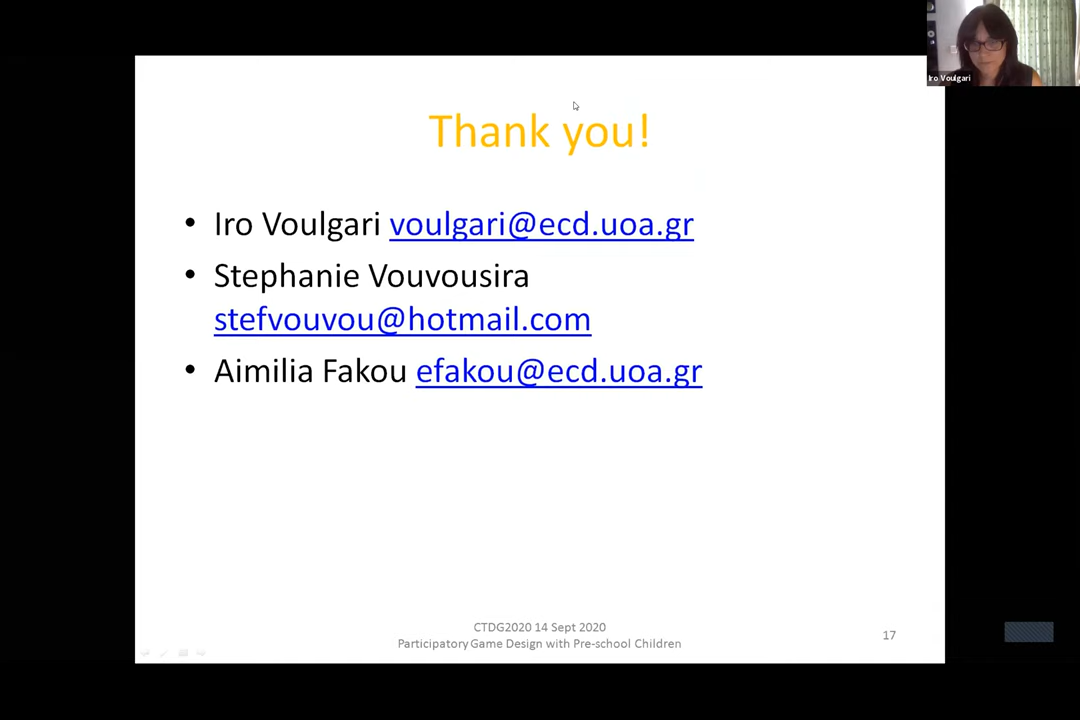 Iro Voulgari
Thank you!
• Iro Voulgari voulgari@ecd.uoa.gr
• Stephanie Vouvousira
stefvouvou@hotmail.com
• Aimilia Fakou efakou@ecd.uoa.gr
CTDG2020 14 Sept 2020
Participatory Game Design with Pre-school Children
17